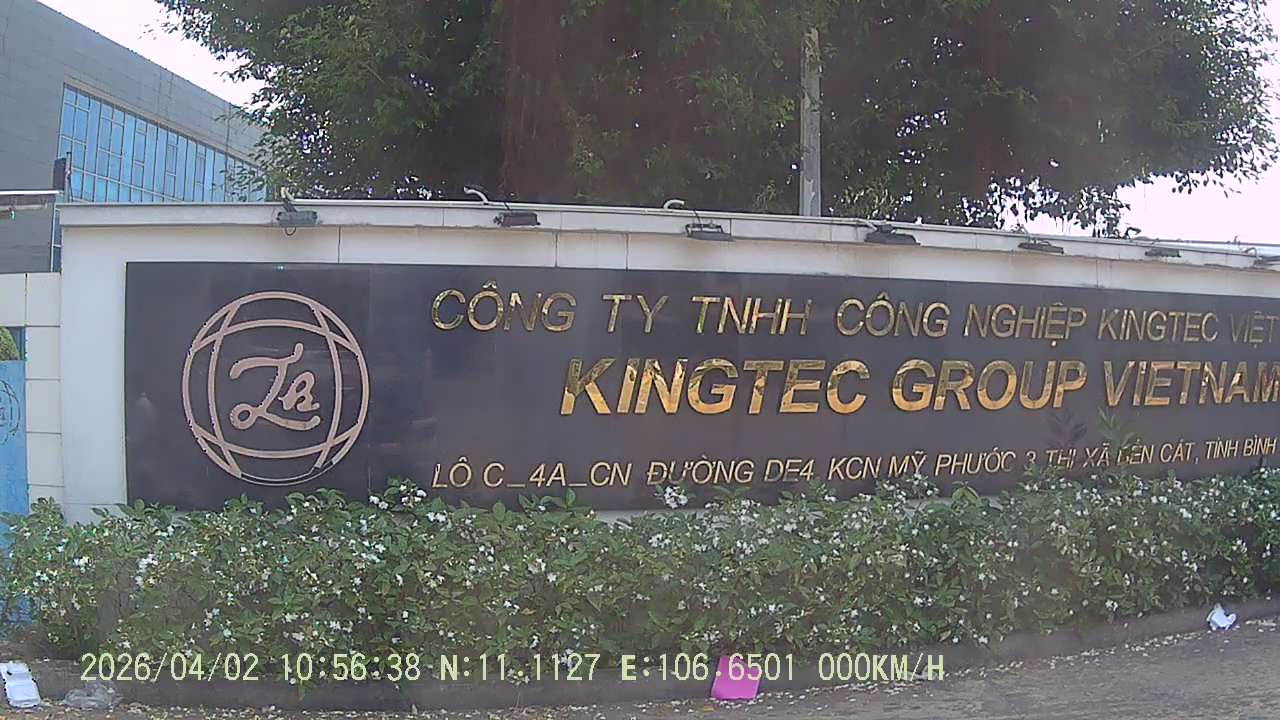 CÔNG TY TNHH CÔNG NGHIỆP KINGTEC VIỆT
KINGTEC GROUP VIETNAM
LÔ C_4A_CN ĐƯỜNG DE4 KCN MỸ PHƯỚC 3 THỊ XÃ BẾN CÁT, TỈNH BÌNH
2026/04/02 10:56:38 N:11.1127 E:106.6501 000KM/H